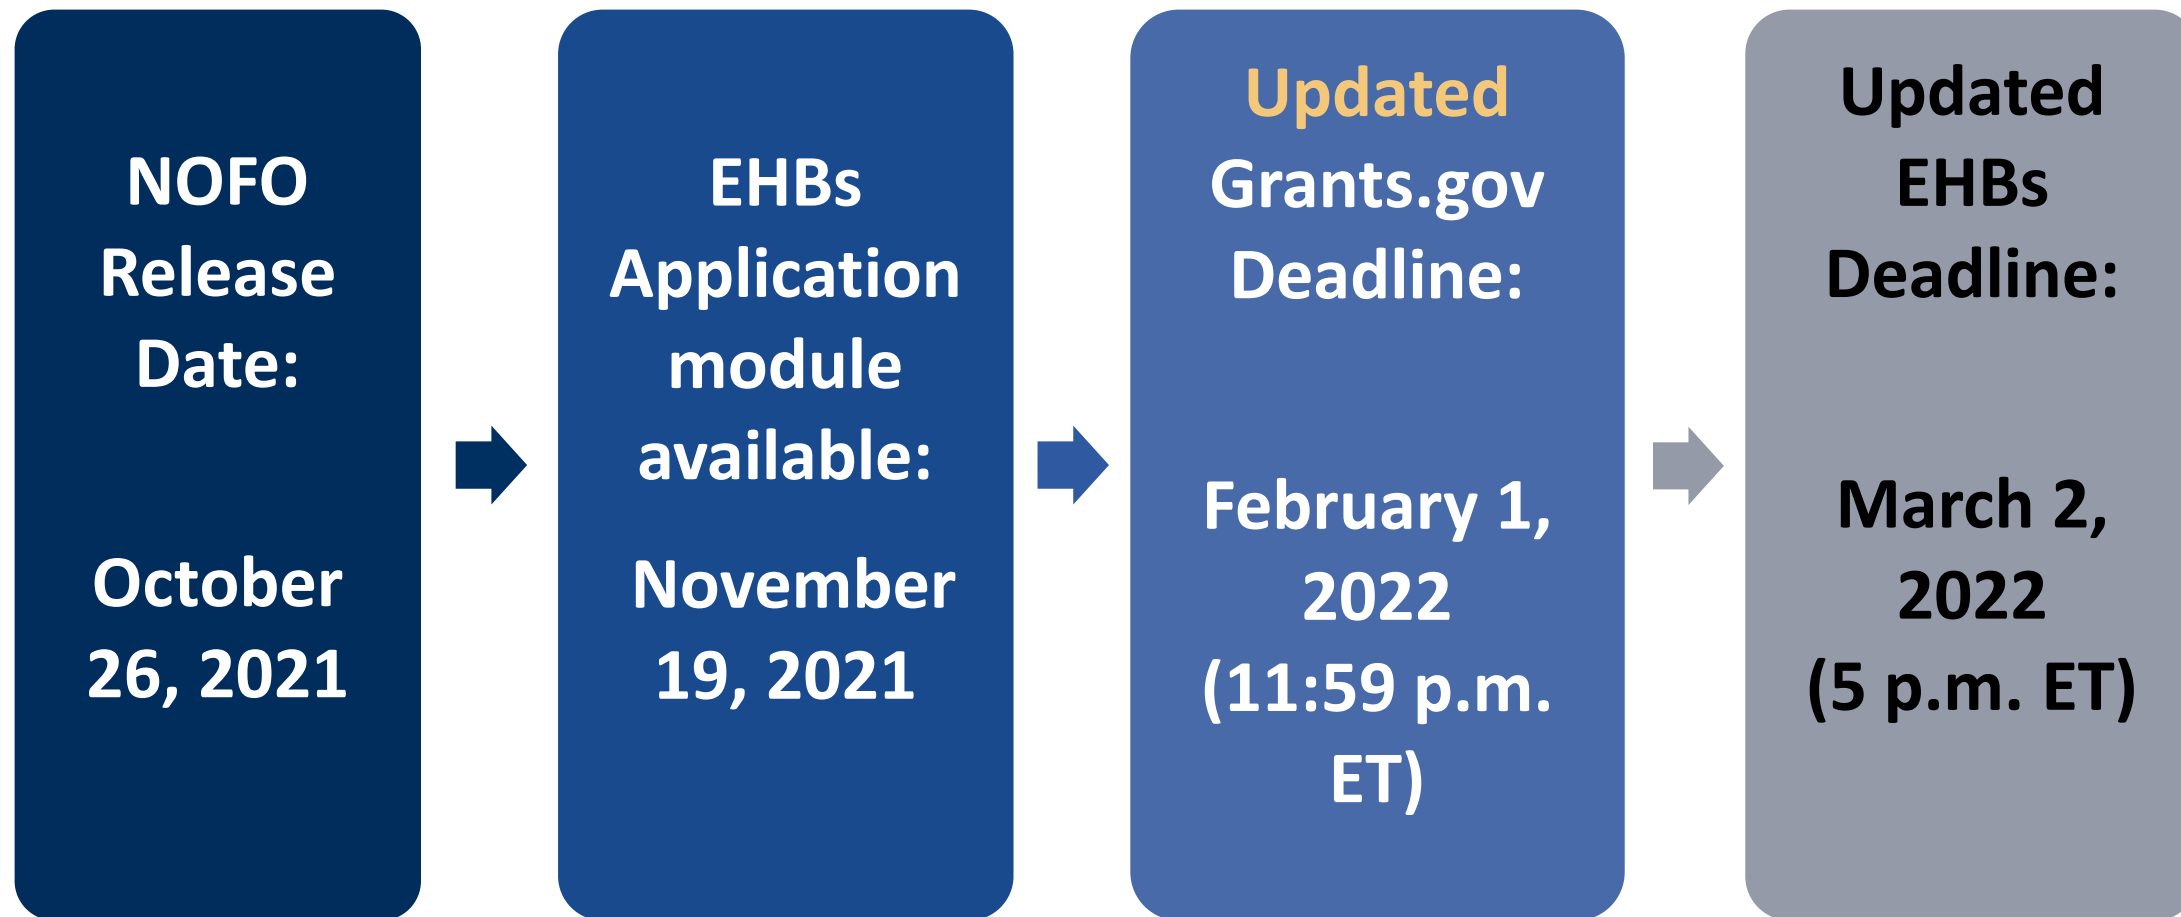 NOFO
Release
Date:
October
26, 2021
EHBs
Application
module
available:
November
19, 2021
Updated
Grants.gov
Deadline:
February 1,
2022
(11:59 p.m.
ET)
Updated
EHBs
Deadline:
March 2,
2022
(5 p.m. ET)